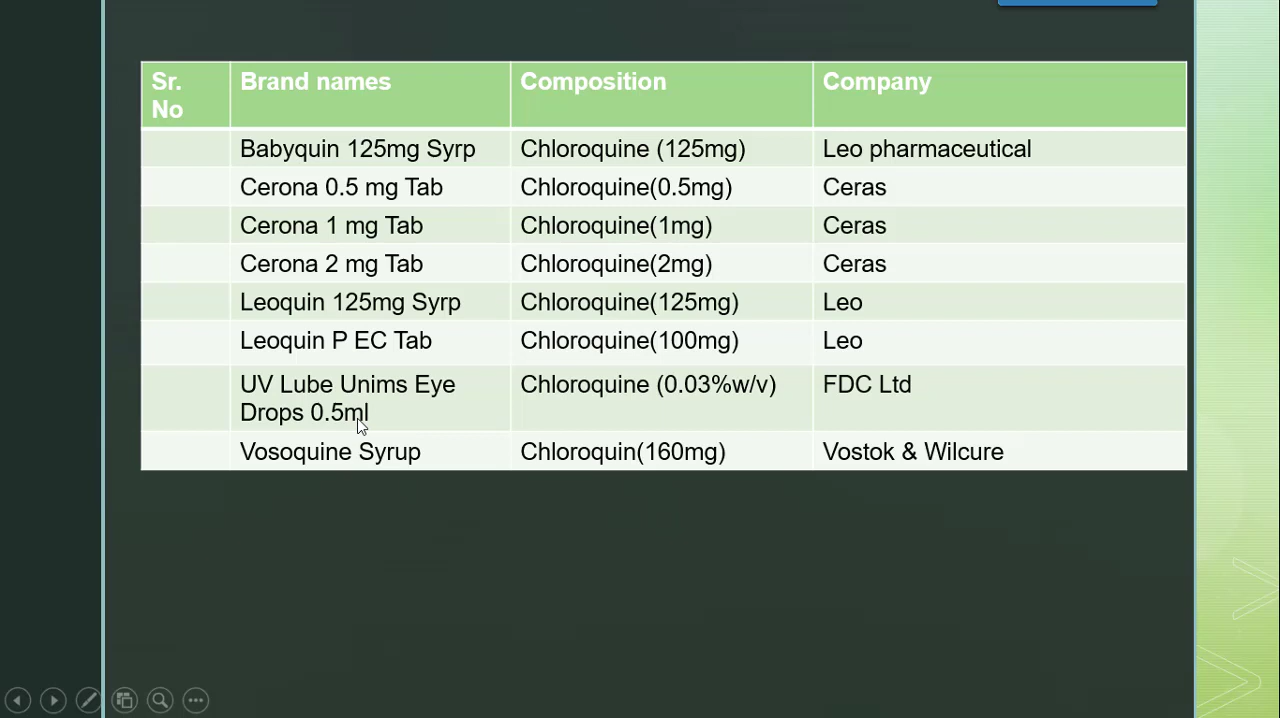 Sr. No Brand names Composition Company
Babyquin 125mg Syrp Chloroquine (125mg) Leo pharmaceutical
Cerona 0.5 mg Tab Chloroquine(0.5mg) Ceras
Cerona 1 mg Tab Chloroquine(1mg) Ceras
Cerona 2 mg Tab Chloroquine(2mg) Ceras
Leoquin 125mg Syrp Chloroquine(125mg) Leo
Leoquin P EC Tab Chloroquine(100mg) Leo
UV Lube Unims Eye Drops 0.5ml Chloroquine (0.03%w/v) FDC Ltd
Vosoquine Syrup Chloroquin(160mg) Vostok & Wilcure